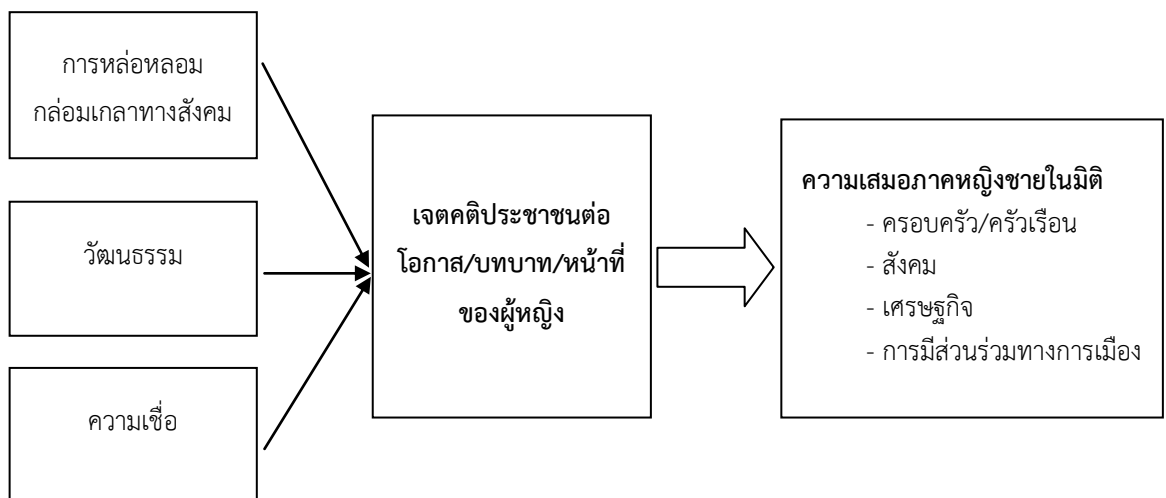 การหล่อหลอม
กล่อมเกลาทางสังคม
วัฒนธรรม
ความเชื่อ
เจตคติประชาชนต่อ
โอกาส/บทบาท/หน้าที่
ของผู้หญิง
ความเสมอภาคหญิงชายในมิติ
- ครอบครัว/ครัวเรือน
- สังคม
- เศรษฐกิจ
- การมีส่วนร่วมทางการเมือง